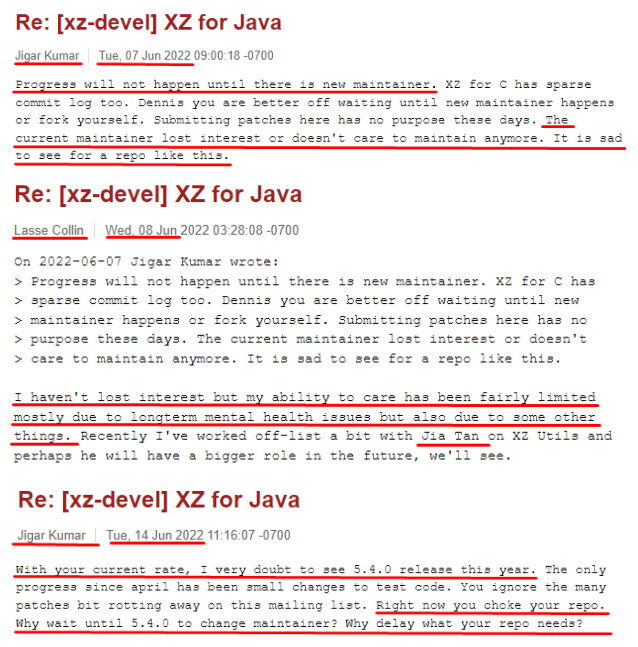 Re: [xz-devel] XZ for Java
Jigar Kumar | Tue, 07 Jun 2022 09:00:18 -0700
Progress will not happen until there is new maintainer. XZ for C has sparse
commit log too. Dennis you are better off waiting until new maintainer happens
or fork yourself. Submitting patches here has no purpose these days. The
current maintainer lost interest or doesn't care to maintain anymore. It is sad
to see for a repo like this.
Re: [xz-devel] XZ for Java
Lasse Collin | Wed, 08 Jun 2022 03:28:08 -0700
On 2022-06-07 Jigar Kumar wrote:
> Progress will not happen until there is new maintainer. XZ for C has
> sparse commit log too. Dennis you are better off waiting until new
> maintainer happens or fork yourself. Submitting patches here has no
> purpose these days. The current maintainer lost interest or doesn't
> care to maintain anymore. It is sad to see for a repo like this.
I haven't lost interest but my ability to care has been fairly limited
mostly due to longterm mental health issues but also due to some other
things. Recently I've worked off-list a bit with Jia Tan on XZ Utils and
perhaps he will have a bigger role in the future, we'll see.
Re: [xz-devel] XZ for Java
Jigar Kumar | Tue, 14 Jun 2022 11:16:07 -0700
With your current rate, I very doubt to see 5.4.0 release this year. The only
progress since april has been small changes to test code. You ignore the many
patches bit rotting away on this mailing list. Right now you choke your repo.
Why wait until 5.4.0 to change maintainer? Why delay what your repo needs?